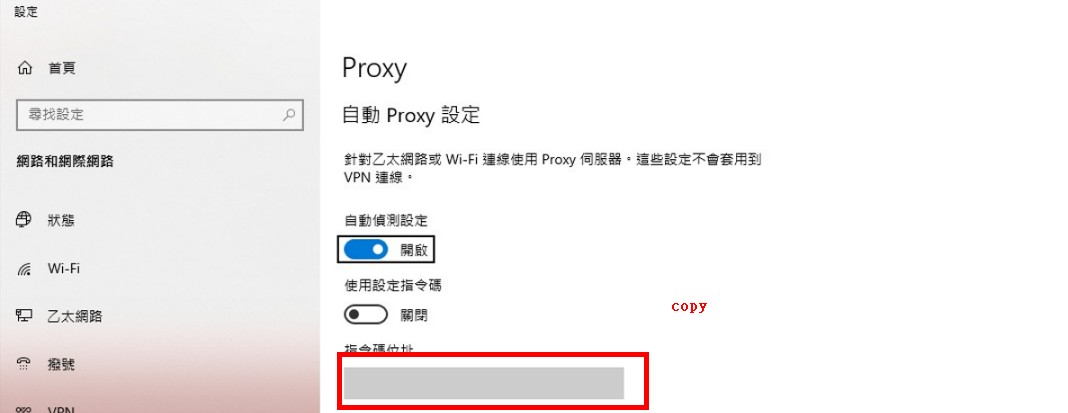 設定
首頁
尋找設定
網路和網際網路
狀態
Wi-Fi
乙太網路
撥號
VPN
Proxy
自動 Proxy 設定
針對乙太網路或 Wi-Fi 連線使用 Proxy 伺服器。這些設定不會套用到
VPN 連線。
自動偵測設定
開啟
使用設定指令碼
關閉
指令碼位址
copy